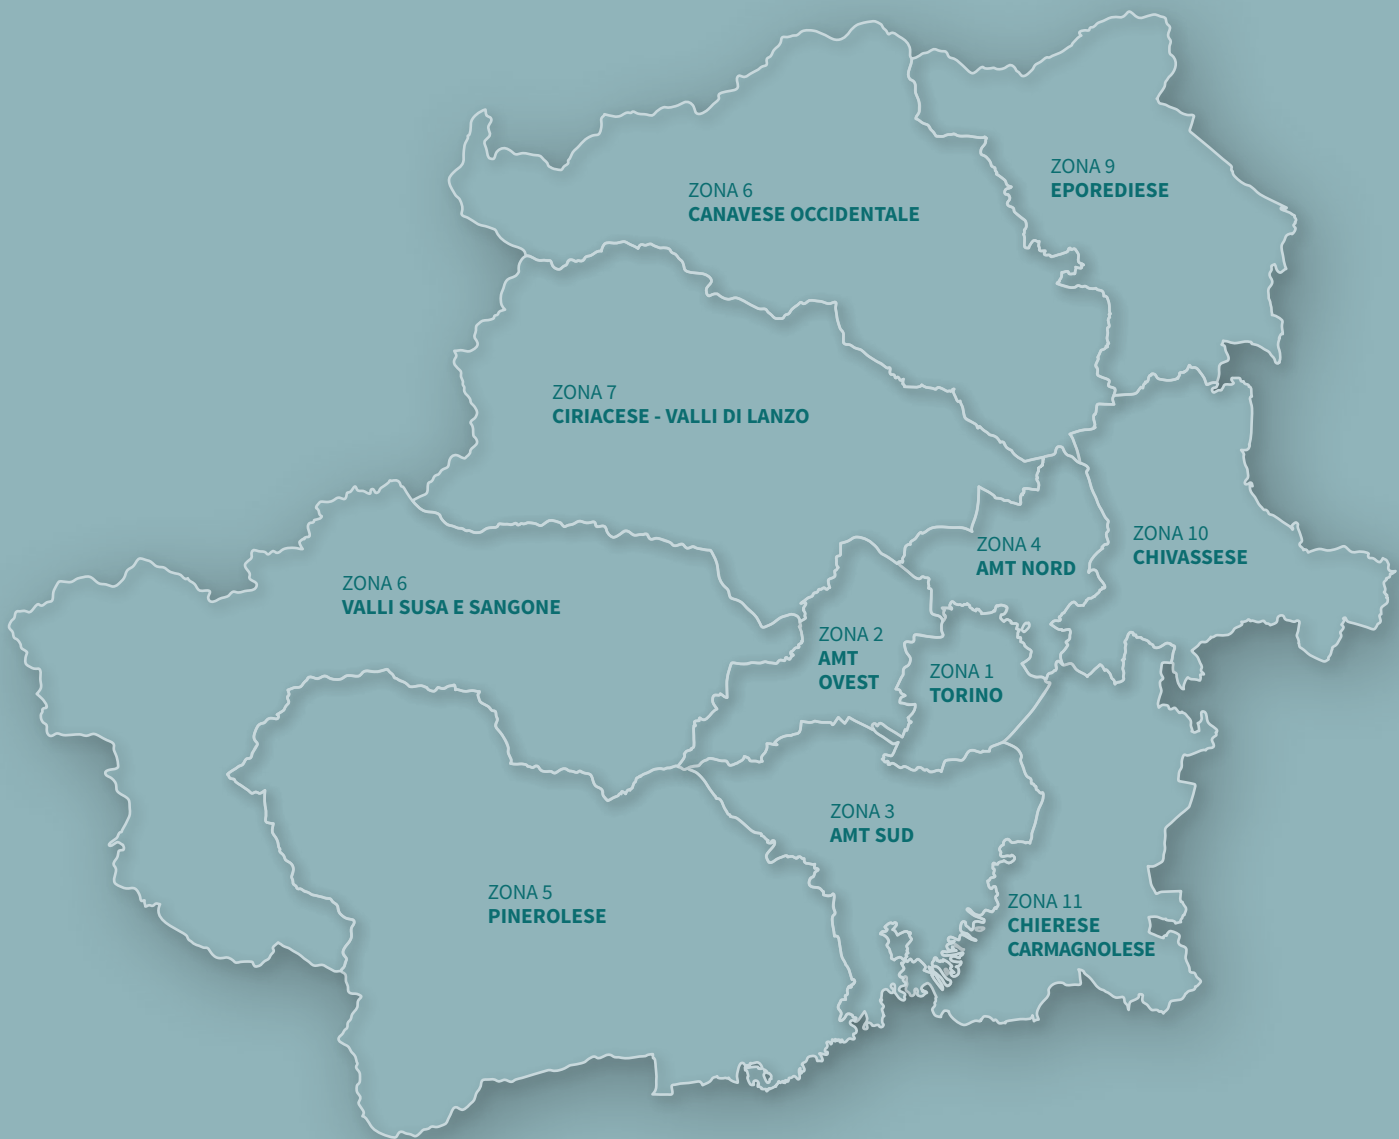 ZONA 9
EPOREDIESE
ZONA 6
CANAVESE OCCIDENTALE
ZONA 7
CIRIACESE - VALLI DI LANZO
ZONA 10
CHIVASSESE
ZONA 4
AMT NORD
ZONA 6
VALLI SUSA E SANGONE
ZONA 2
AMT
OVEST
ZONA 1
TORINO
ZONA 3
AMT SUD
ZONA 5
PINEROLESE
ZONA 11
CHIERESE
CARMAGNOLESE